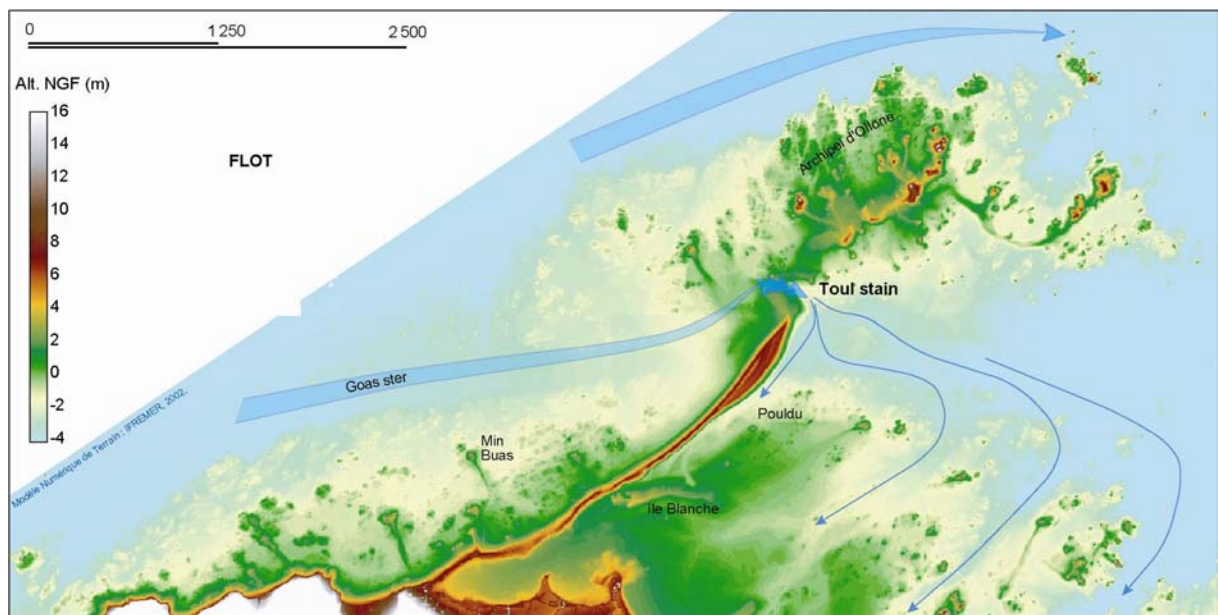 0 1 250 2 500
Alt. NGF (m)
16
14
12
10
8
6
4
2
0
-2
-4
FLOT
Archipel d'Ollone
Touf stain
Goas ster
Pouldu
Min
Buas
Ile Blanche
Modèle Numérique de Terrain : IFREMER, 2002.